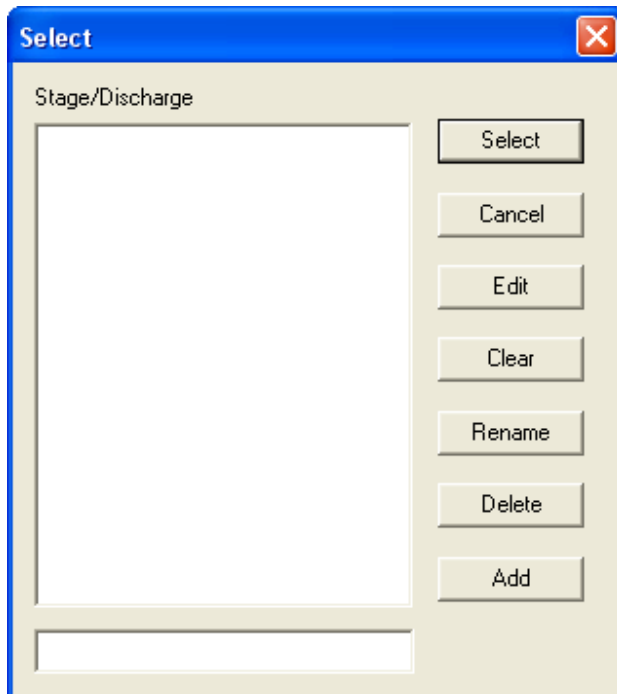 Select
Stage/Discharge
Select
Cancel
Edit
Clear
Rename
Delete
Add